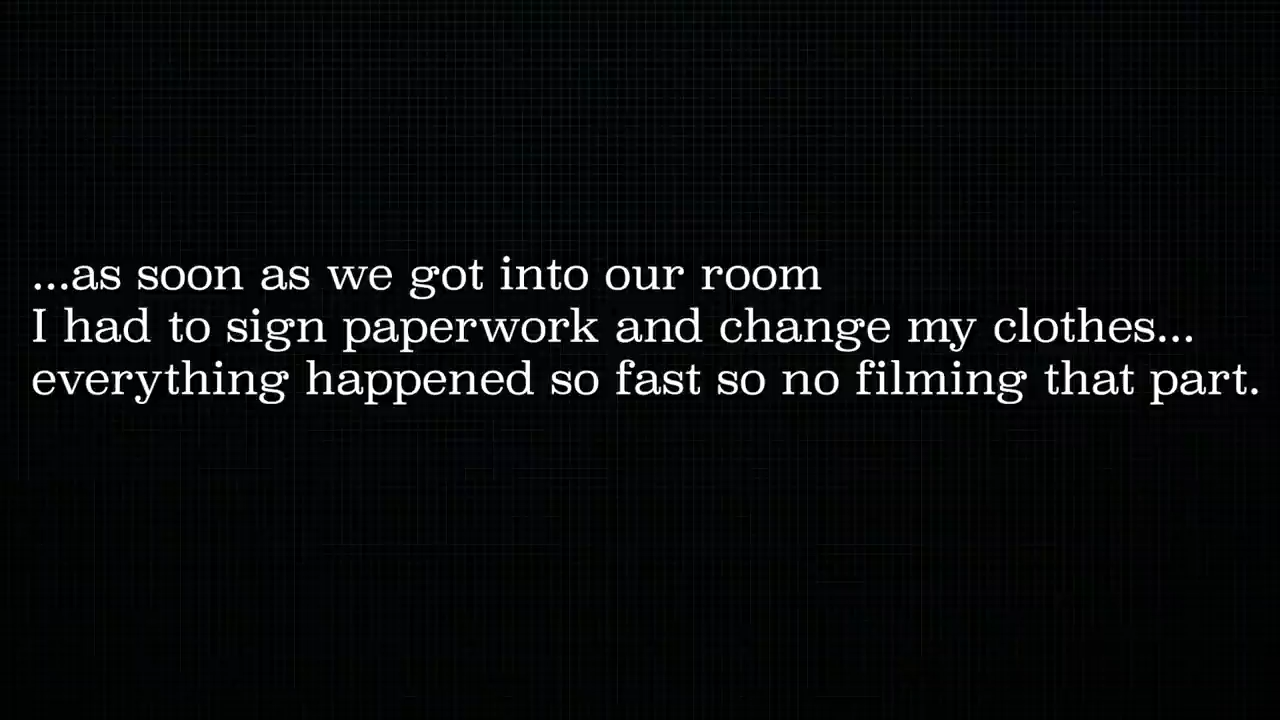 ...as soon as we got into our room
I had to sign paperwork and change my clothes...
everything happened so fast so no filming that part.